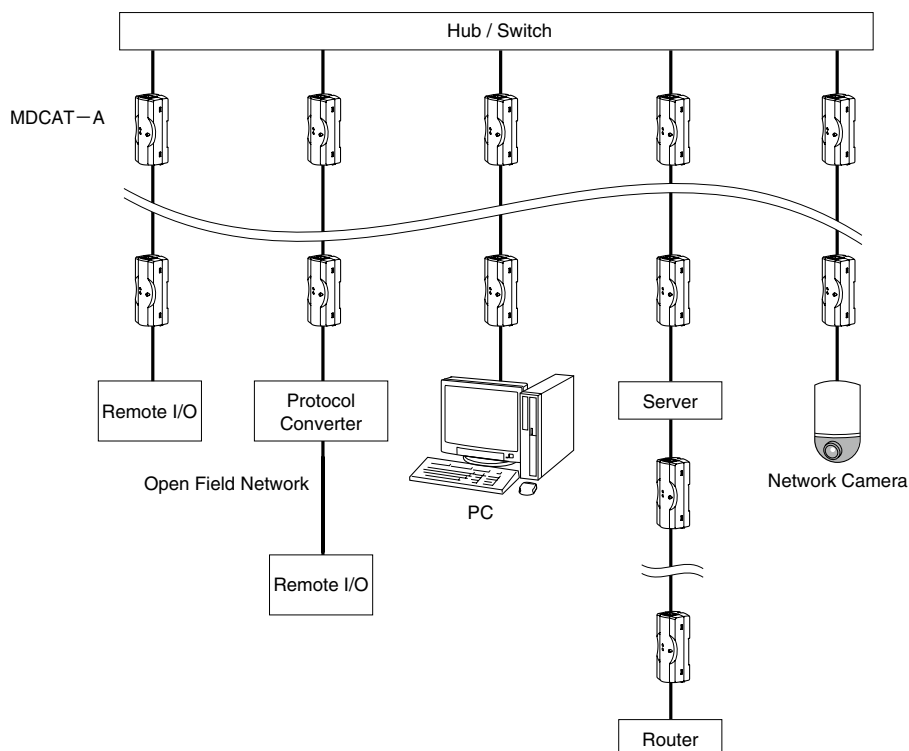 Hub / Switch
MDCAT－A
Remote I/O
Protocol
Converter
Server
Open Field Network
Network Camera
PC
Remote I/O
Router